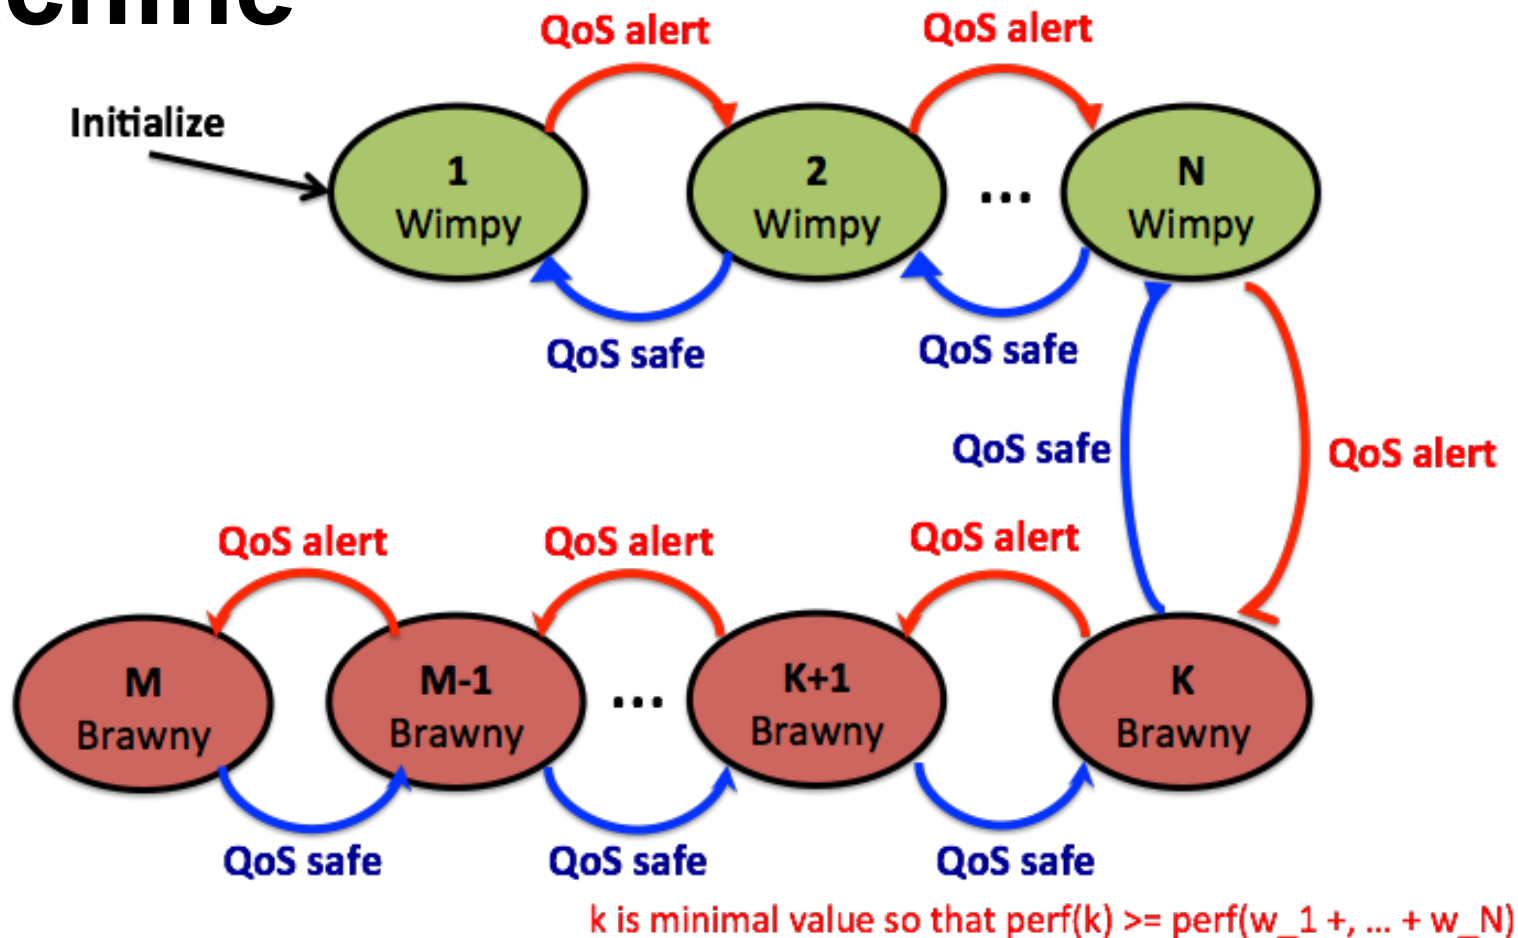 QoS alert
QoS alert
Initialize
1
Wimpy
2
Wimpy
...
N
Wimpy
QoS safe
QoS safe
QoS safe
QoS alert
QoS alert
QoS alert
QoS alert
M
Brawny
M-1
Brawny
...
K+1
Brawny
K
Brawny
QoS safe
QoS safe
QoS safe
k is minimal value so that perf(k) >= perf(w_1 +, ... + w_N)